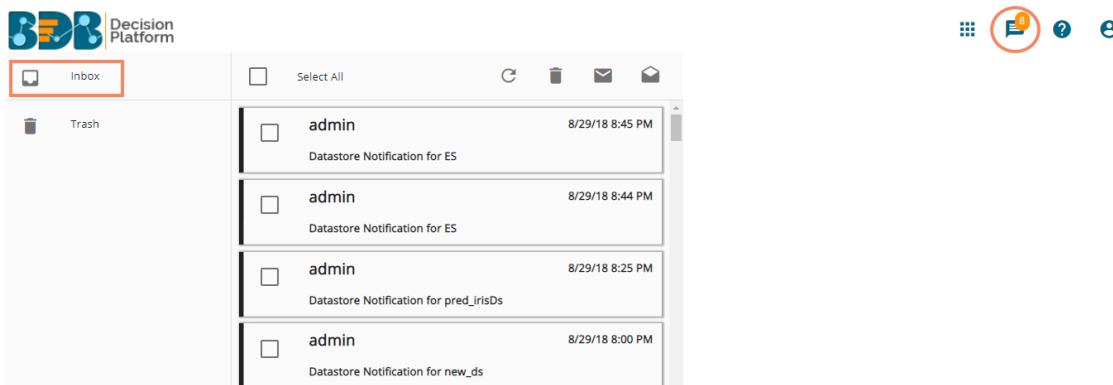 BDB Decision
Platform
8
Inbox
Select All
Trash
admin 8/29/18 8:45 PM
Datastore Notification for ES
admin 8/29/18 8:44 PM
Datastore Notification for ES
admin 8/29/18 8:25 PM
Datastore Notification for pred_irisDs
admin 8/29/18 8:00 PM
Datastore Notification for new_ds